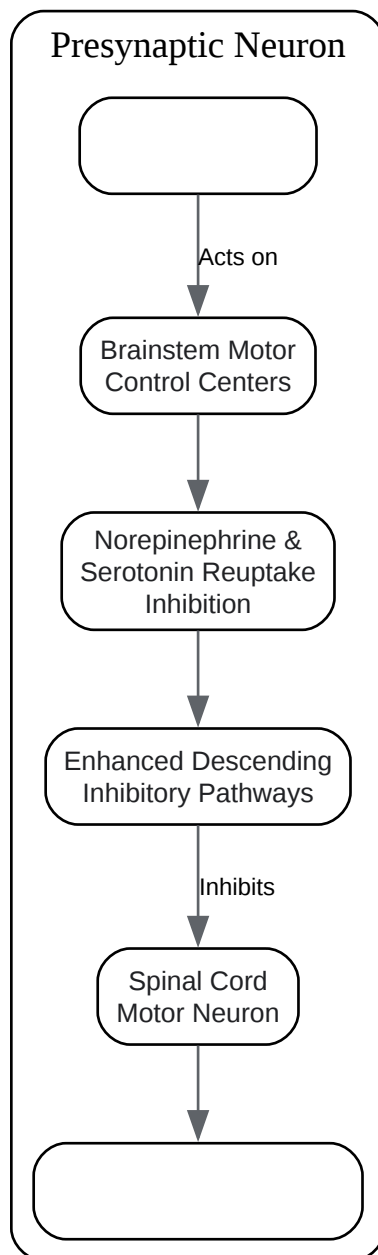 Presynaptic Neuron
Acts on
Brainstem Motor
Control Centers
Norepinephrine &
Serotonin Reuptake
Inhibition
Enhanced Descending
Inhibitory Pathways
Inhibits
Spinal Cord
Motor Neuron